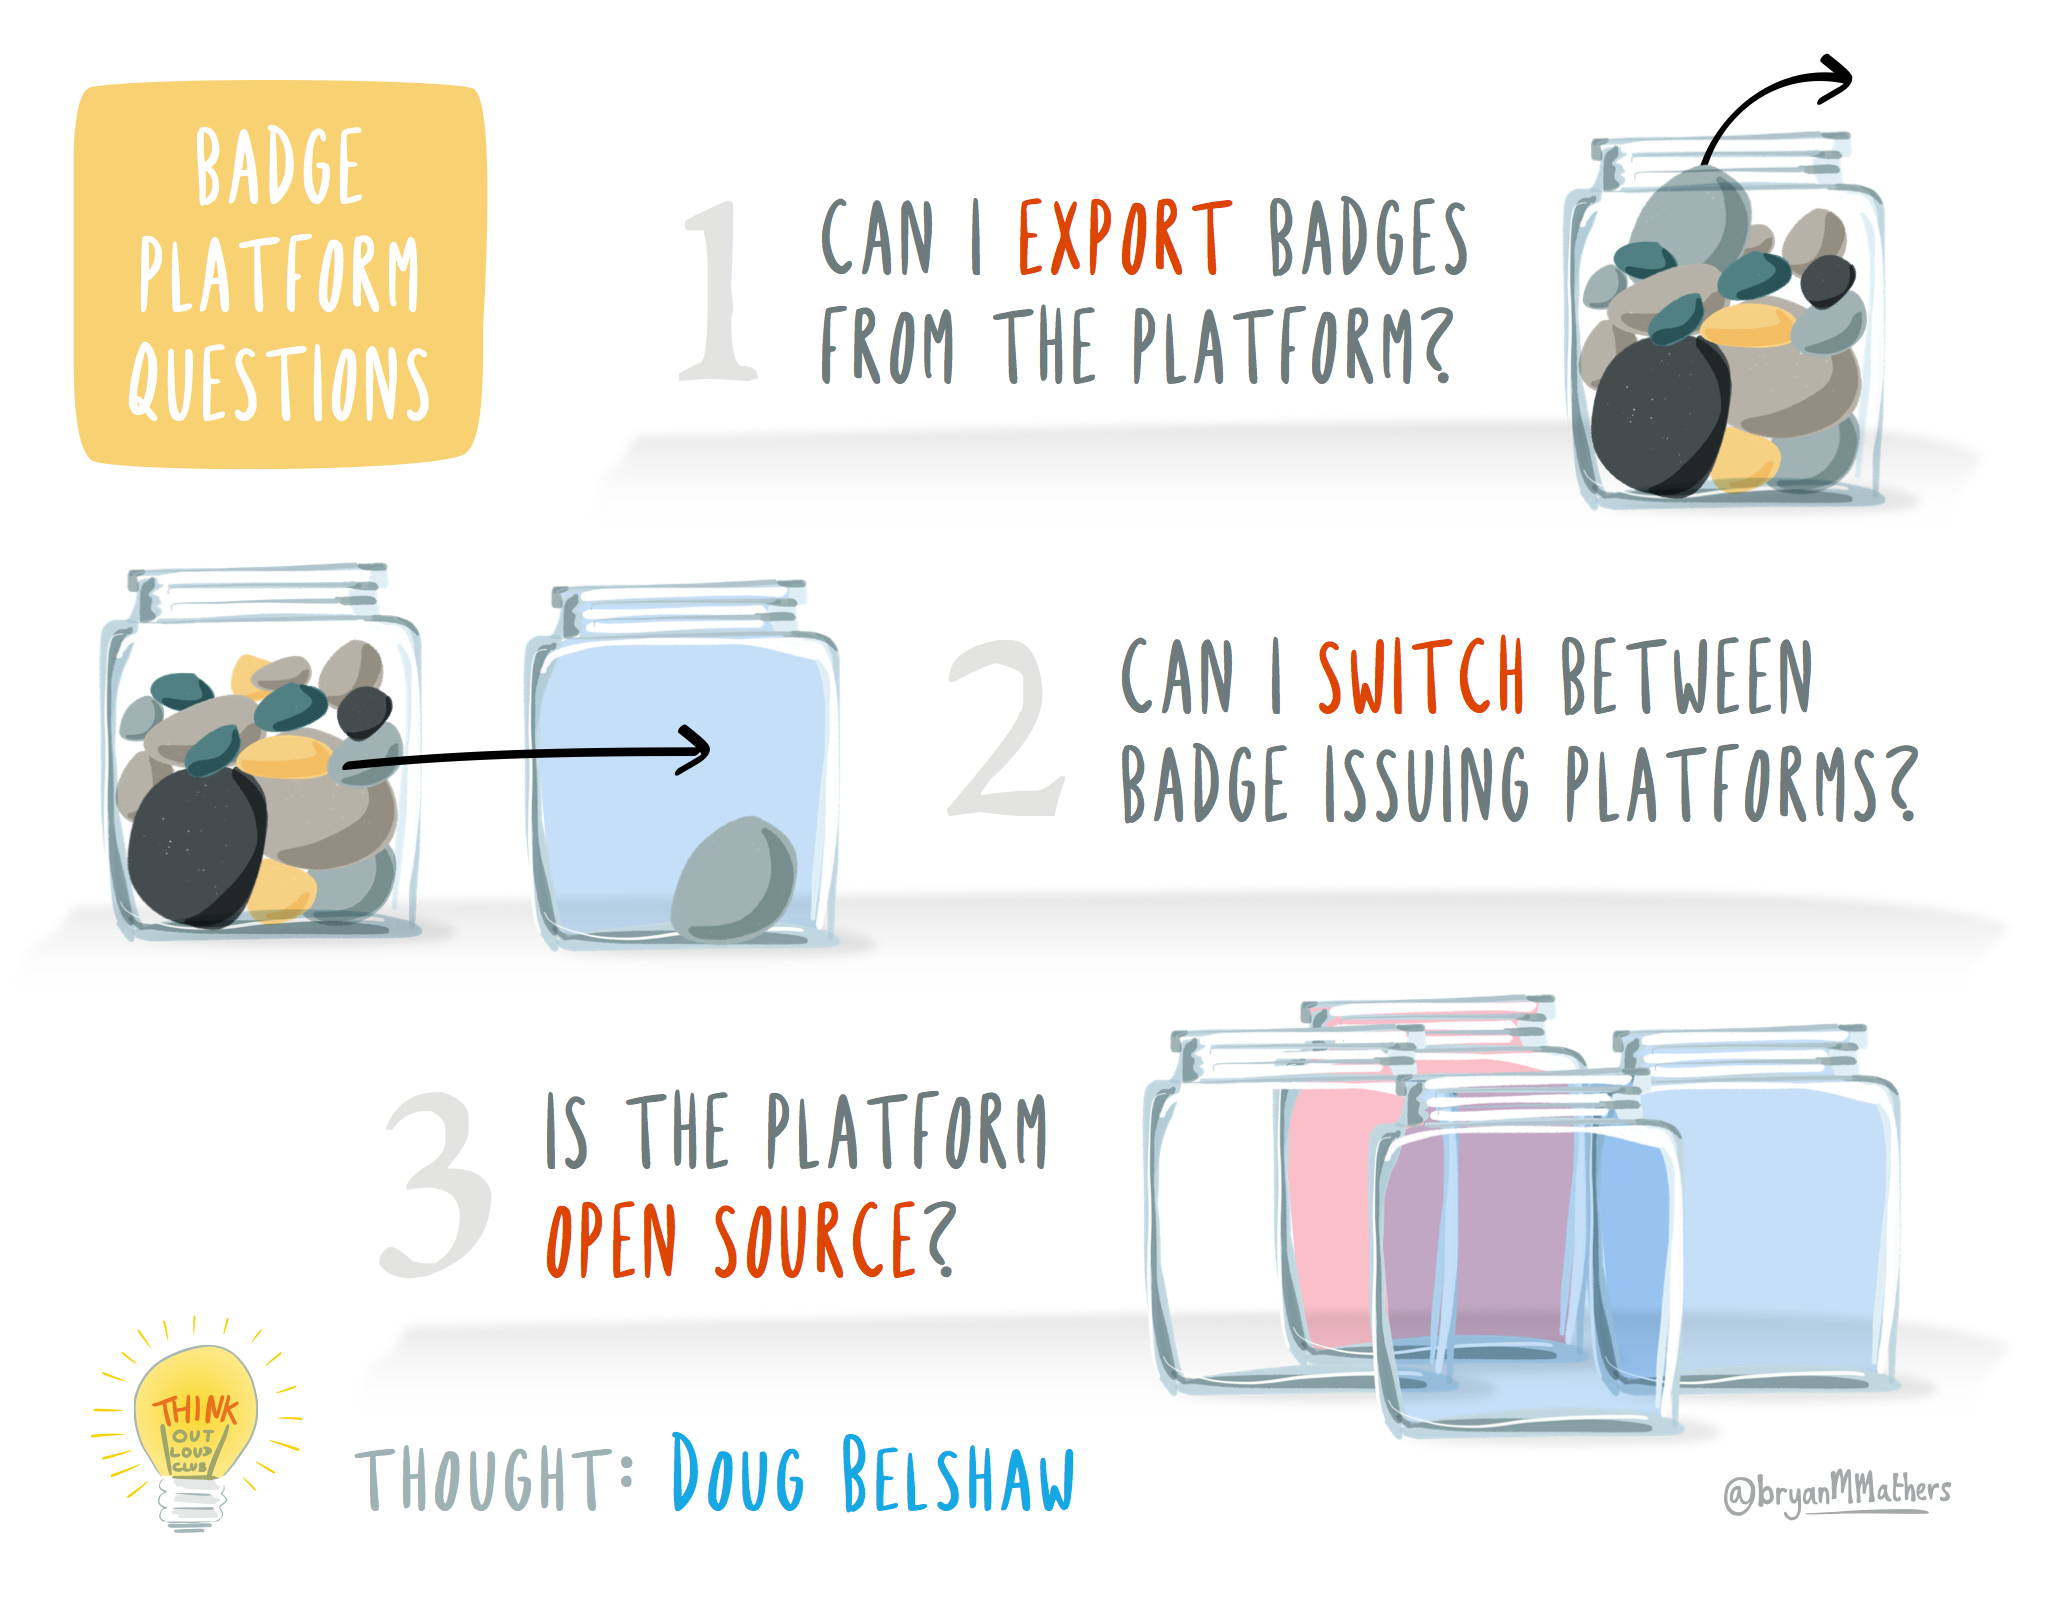 BADGE
PLATFORM
QUESTIONS
1
CAN I EXPORT BADGES
FROM THE PLATFORM?
2
CAN I SWITCH BETWEEN
BADGE ISSUING PLATFORMS?
3
IS THE PLATFORM
OPEN SOURCE?
THINK
OUT
LOUD
CLUB
THOUGHT: DOUG BELSHAW
@bryanMMathers